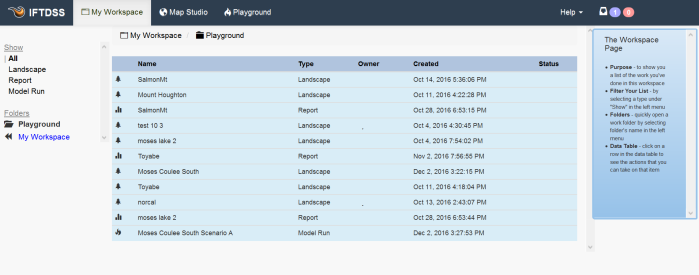 IFTDSS My Workspace Map Studio Playground Help 1 0
My Workspace / Playground
Show
All
Landscape
Report
Model Run
Folders
Playground
My Workspace
Name Type Owner Created Status
SalmonMt Landscape Oct 14, 2016 5:36:06 PM
Mount Houghton Landscape Oct 11, 2016 4:22:28 PM
SalmonMt Report Oct 28, 2016 6:53:15 PM
test 10 3 Landscape Oct 4, 2016 4:30:45 PM
moses lake 2 Landscape Oct 4, 2016 7:54:02 PM
Toyabe Report Nov 2, 2016 7:56:55 PM
Moses Coulee South Landscape Dec 2, 2016 3:22:15 PM
Toyabe Landscape Oct 11, 2016 4:18:04 PM
norcal Landscape Oct 13, 2016 2:43:07 PM
moses lake 2 Report Oct 28, 2016 6:53:44 PM
Moses Coulee South Scenario A Model Run Dec 2, 2016 3:27:53 PM
The Workspace
Page
• Purpose - to show you
a list of the work you've
done in this workspace
• Filter Your List - by
selecting a type under
"Show" in the left menu
• Folders - quickly open a
work folder by selecting
folder's name in the left
menu
• Data Table - click on a
row in the data table to
see the actions that you
can take on that item